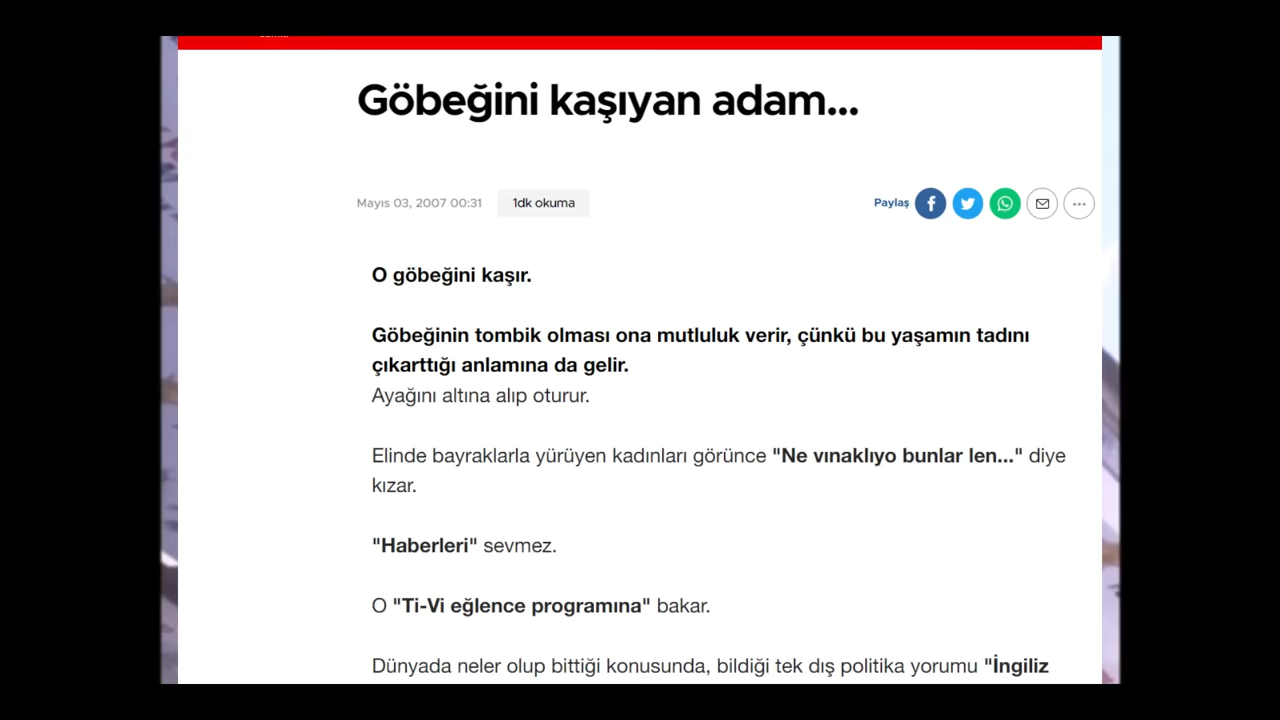 Göbeğini kaşıyan adam...
Mayıs 03, 2007 00:31 1dk okuma Paylaş
O göbeğini kaşır.
Göbeğinin tombik olması ona mutluluk verir, çünkü bu yaşamın tadını
çıkarttığı anlamına da gelir.
Ayağını altına alıp oturur.
Elinde bayraklarla yürüyen kadınları görünce "Ne vınaklıyo bunlar len..." diye
kızar.
"Haberleri" sevmez.
O "Ti-Vi eğlence programına" bakar.
Dünyada neler olup bittiği konusunda, bildiği tek dış politika yorumu "İngiliz